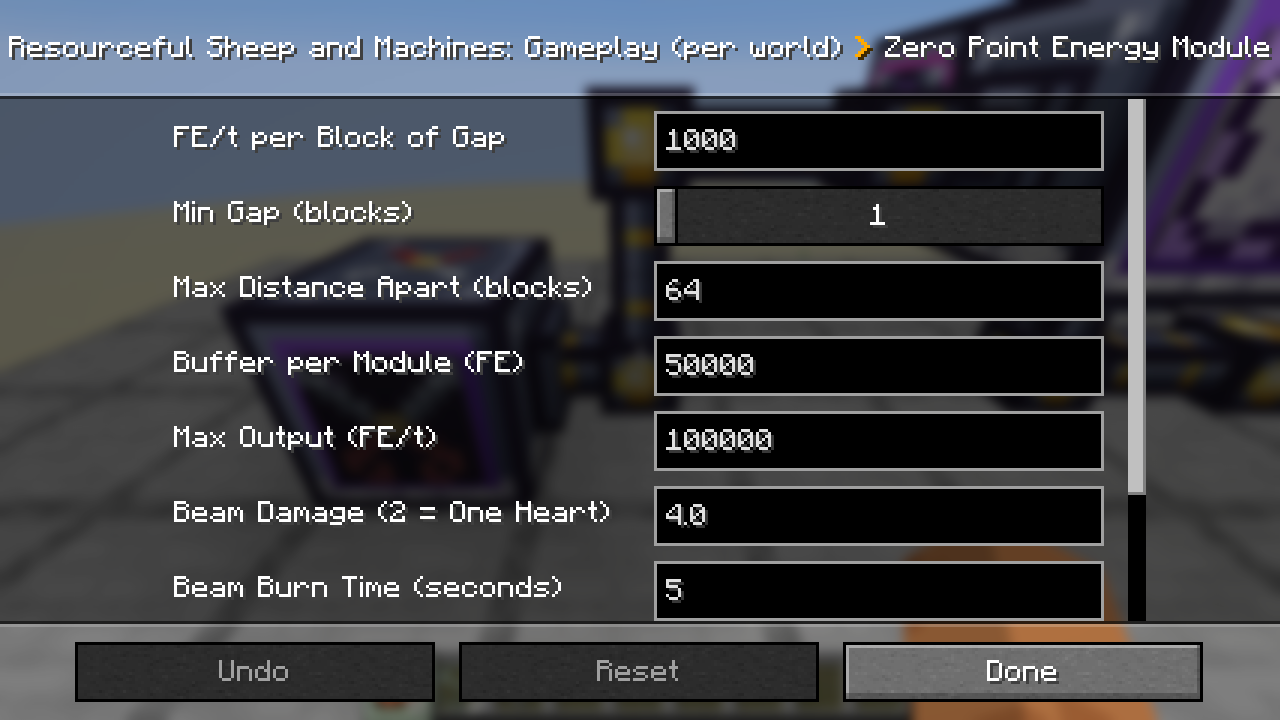 Resourceful Sheep and Machines: Gameplay (per world) > Zero Point Energy Module
FE/t per Block of Gap
1000
Min Gap (blocks)
1
Max Distance Apart (blocks)
64
Buffer per Module (FE)
50000
Max Output (FE/t)
100000
Beam Damage (2 = One Heart)
4.0
Beam Burn Time (seconds)
5
Undo
Reset
Done